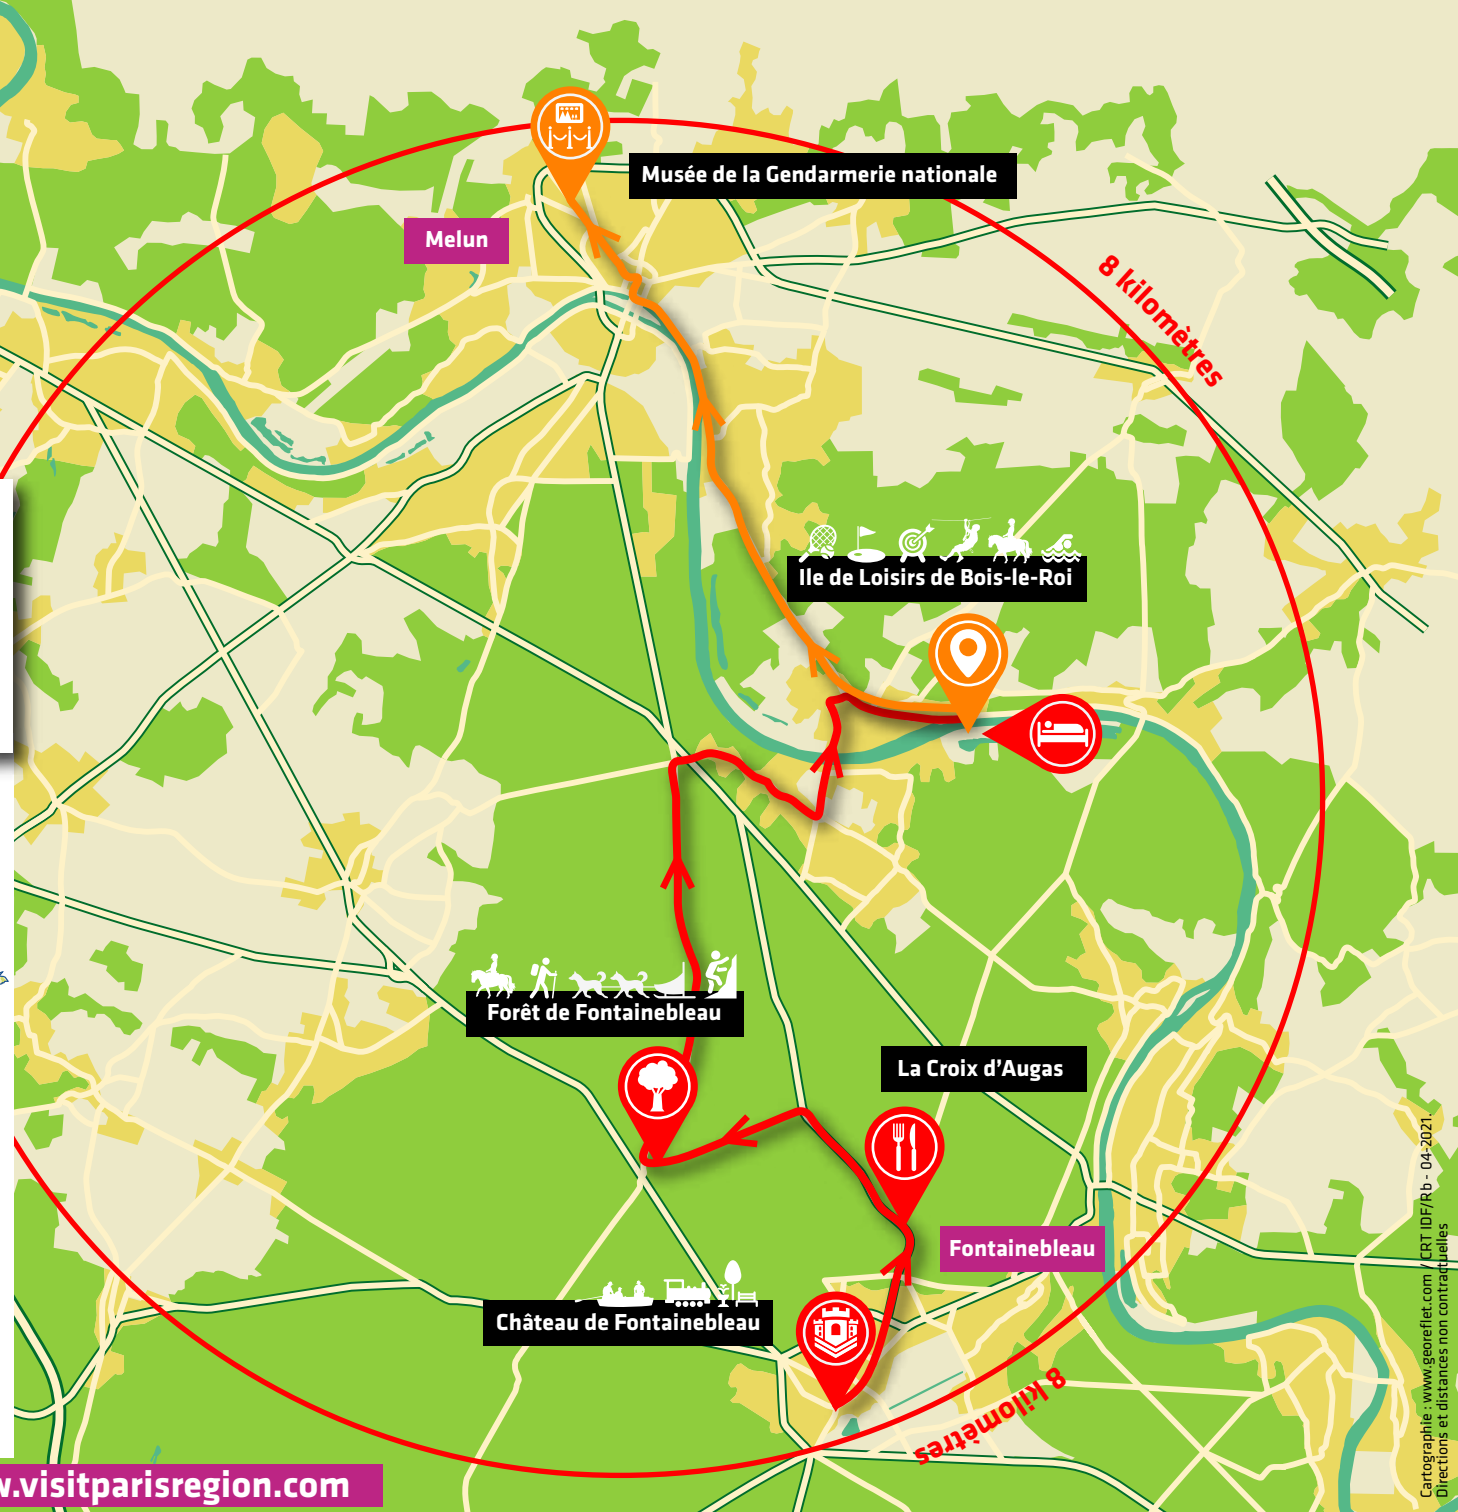 Musée de la Gendarmerie nationale
Melun
8 kilomètres
Ile de Loisirs de Bois-le-Roi
Forêt de Fontainebleau
La Croix d’Augas
Fontainebleau
Château de Fontainebleau
8 kilomètres
w.visitparisregion.com
Cartographie : www.georeflet.com / CRT IDF/Rb - 04-2021.
Directions et distances non contractuelles